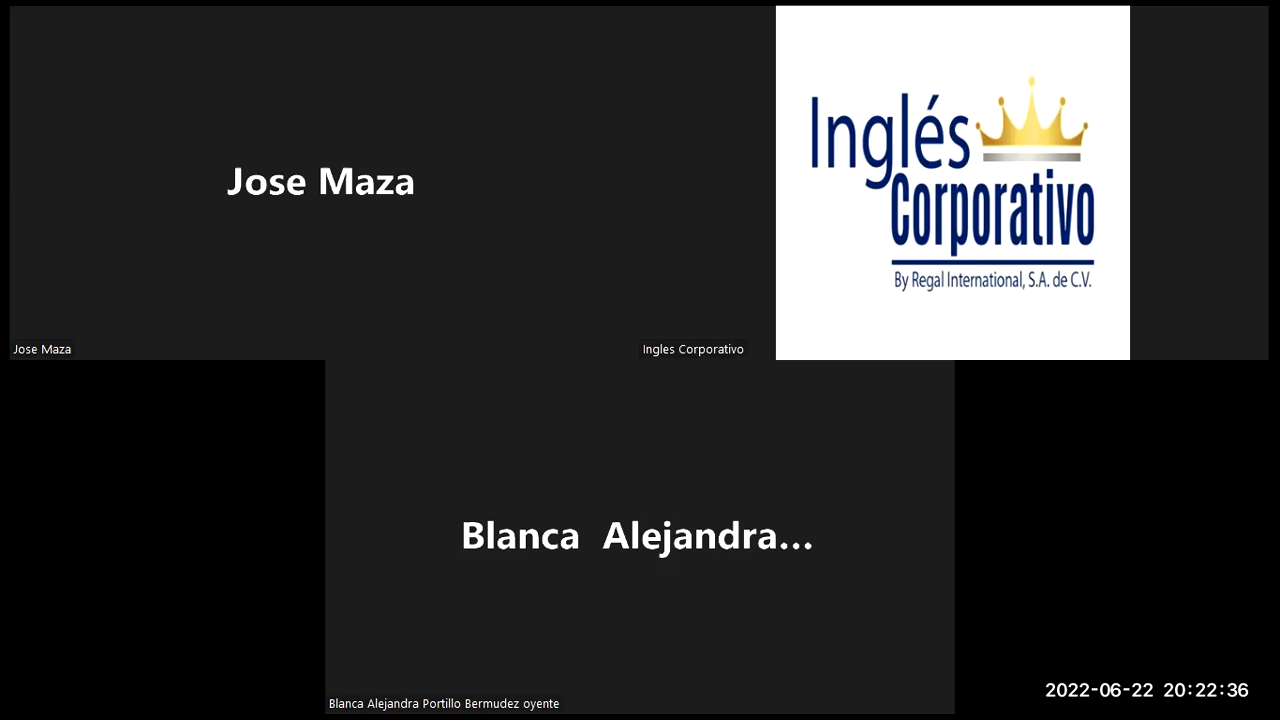 Jose Maza
Jose Maza
Inglés
Corporativo
By Regal International, S.A. de C.V.
Ingles Corporativo
Blanca  Alejandra...
Blanca Alejandra Portillo Bermudez oyente
2022-06-22 20:22:36